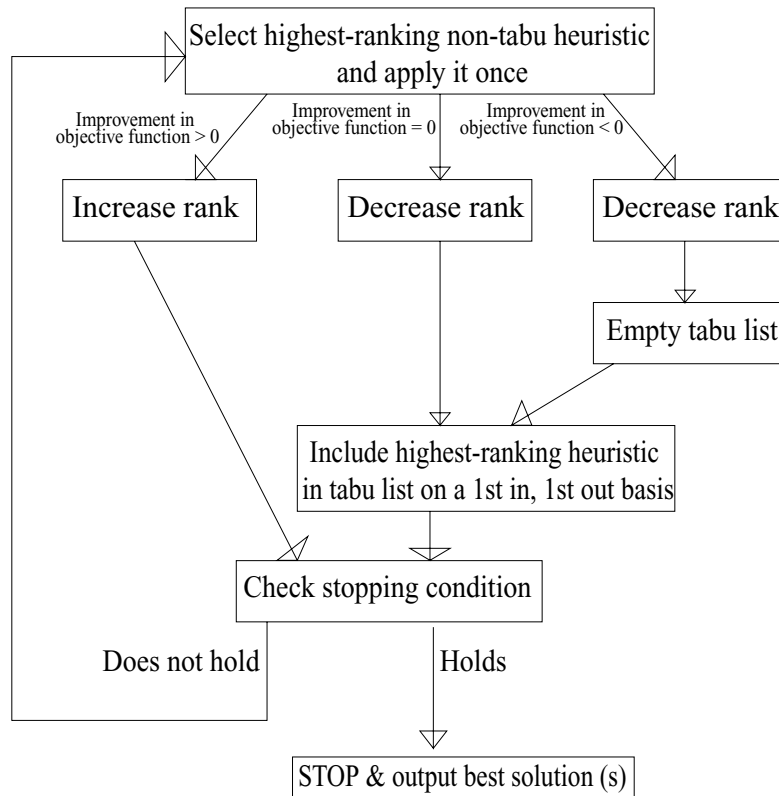 Select highest-ranking non-tabu heuristic
and apply it once
Improvement in
objective function > 0
Improvement in
objective function = 0
Improvement in
objective function < 0
Increase rank
Decrease rank
Decrease rank
Empty tabu list
Include highest-ranking heuristic
in tabu list on a 1st in, 1st out basis
Check stopping condition
Does not hold
Holds
STOP & output best solution (s)